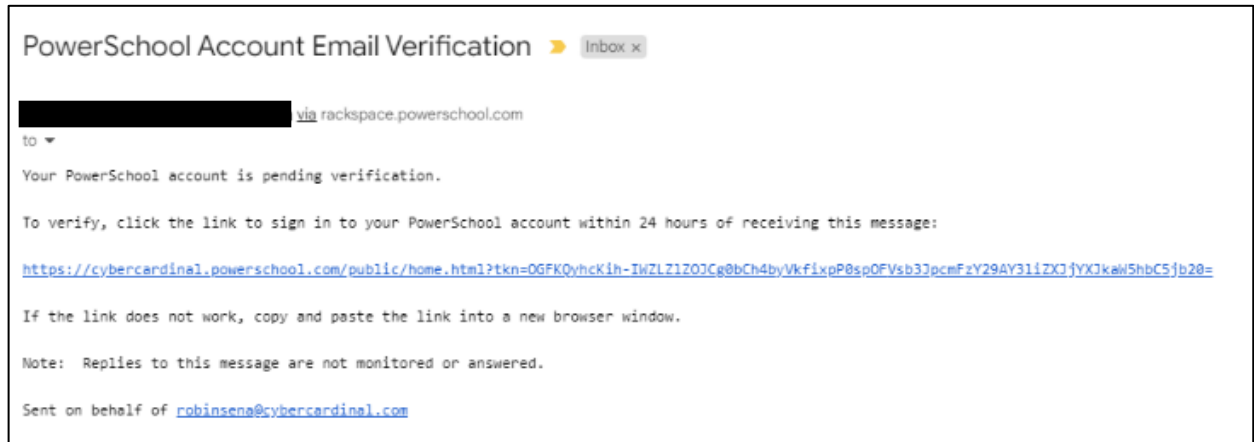 PowerSchool Account Email Verification Inbox x
via rackspace.powerschool.com
to
Your PowerSchool account is pending verification.
To verify, click the link to sign in to your PowerSchool account within 24 hours of receiving this message:
https://cybercardinal.powerschool.com/public/home.html?tkn=OGFKQyhcKih-IWZLZlZOJCg0bCh4byVkfixpP0spOFVsb3JpcmFzY29AY3liZXJjYXJkaW5hbC5jb20=
If the link does not work, copy and paste the link into a new browser window.
Note: Replies to this message are not monitored or answered.
Sent on behalf of robinsena@cybercardinal.com